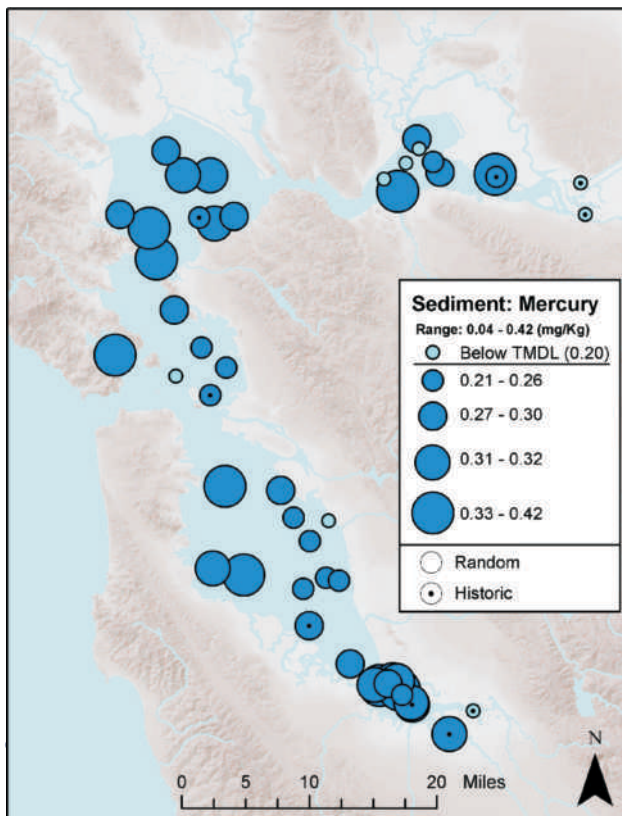 Sediment: Mercury
Range: 0.04 - 0.42 (mg/Kg)
Below TMDL (0.20)
0.21 - 0.26
0.27 - 0.30
0.31 - 0.32
0.33 - 0.42
Random
Historic
N
0 10 20 Miles